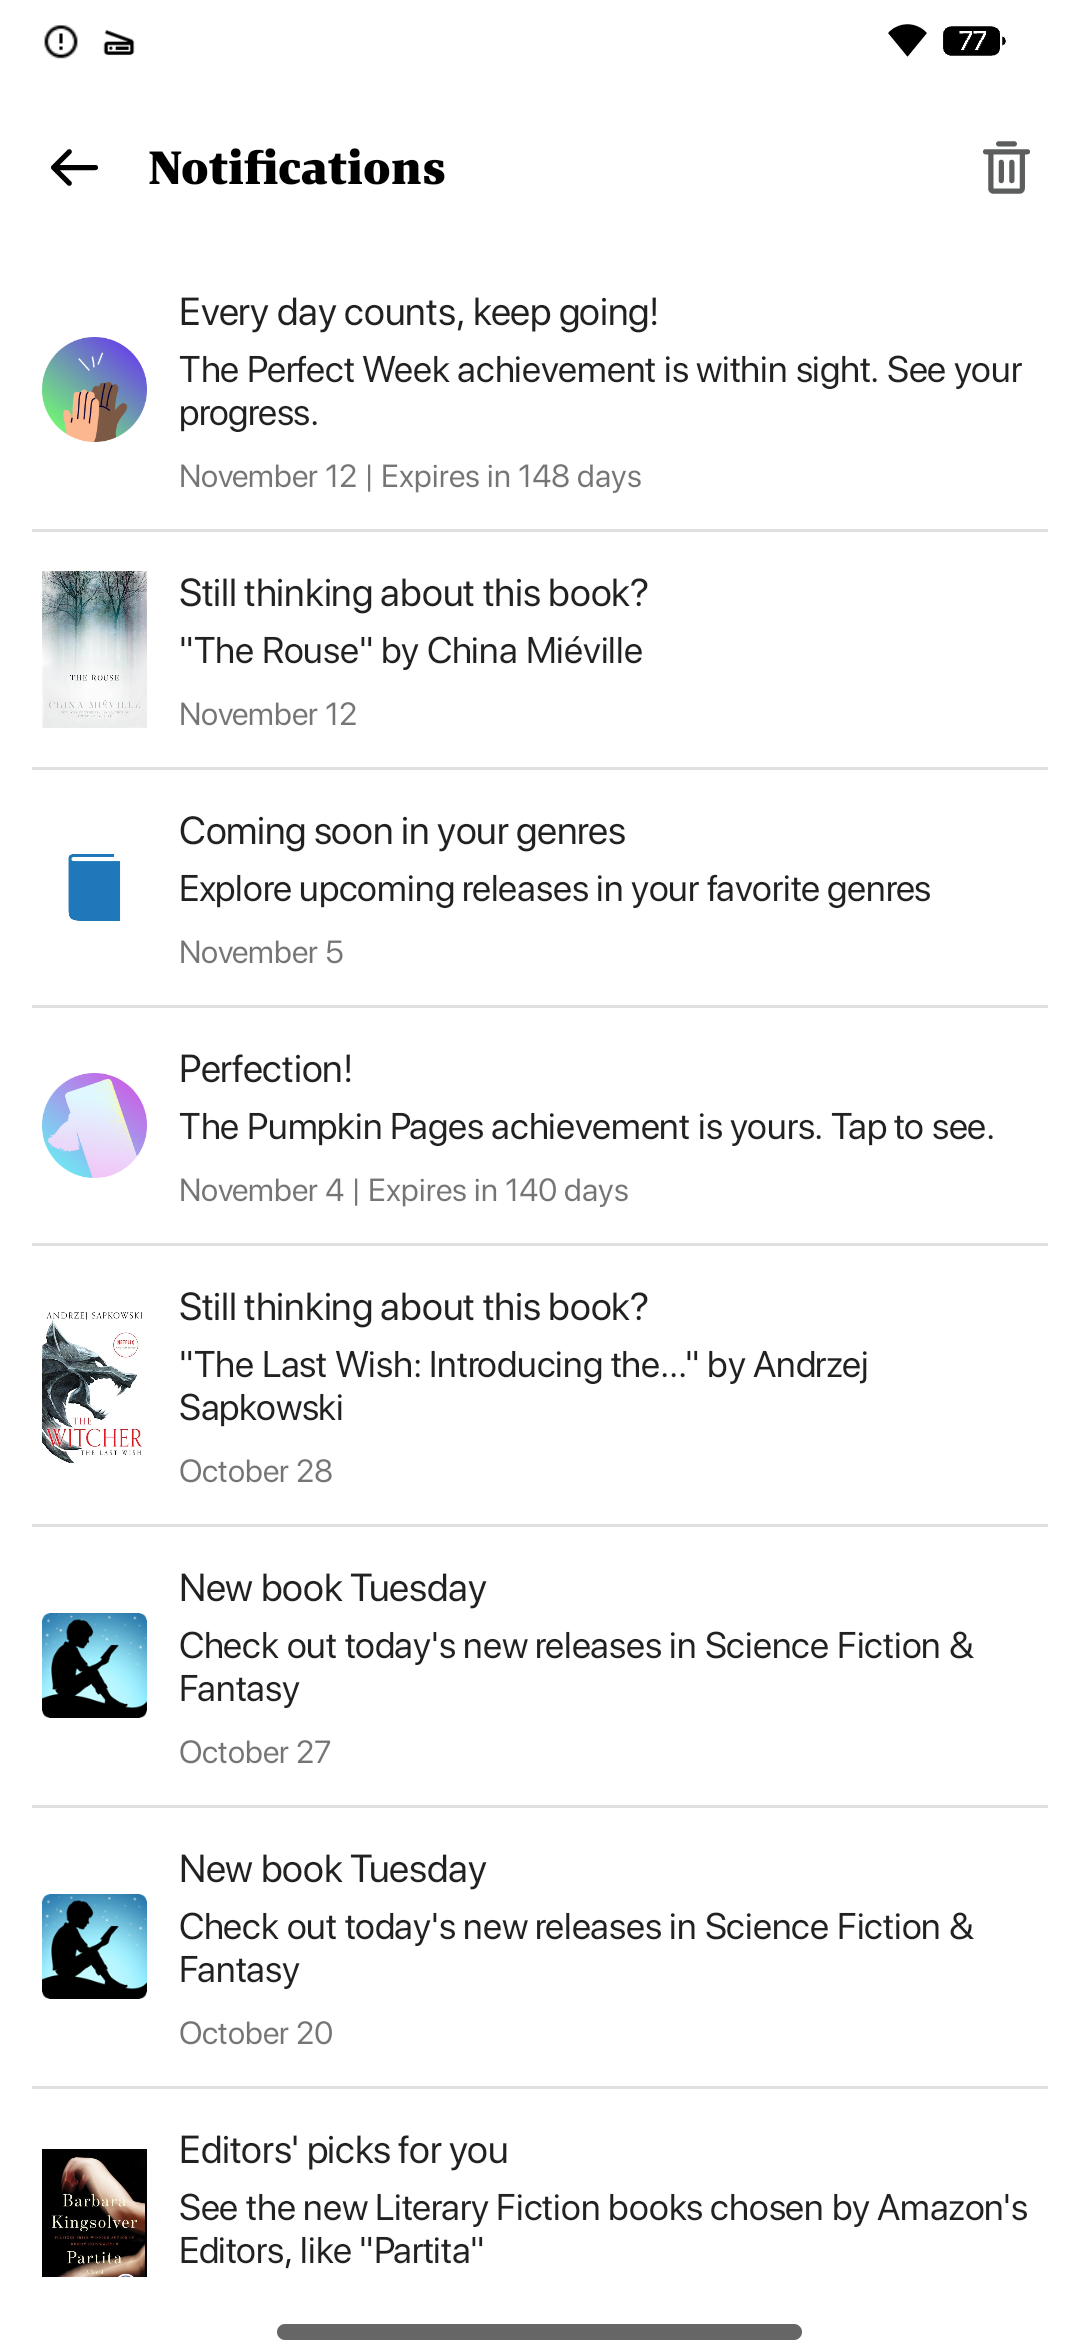 77
Notifications
Every day counts, keep going!
The Perfect Week achievement is within sight. See your
progress.
November 12 | Expires in 148 days
THE ROUSE
CHINA MIÉVILLE
Still thinking about this book?
"The Rouse" by China Miéville
November 12
Coming soon in your genres
Explore upcoming releases in your favorite genres
November 5
Perfection!
The Pumpkin Pages achievement is yours. Tap to see.
November 4 | Expires in 140 days
ANDRZEJ SAPKOWSKI
NETFLIX
THE
WITCHER
THE LAST WISH
Still thinking about this book?
"The Last Wish: Introducing the..." by Andrzej
Sapkowski
October 28
New book Tuesday
Check out today's new releases in Science Fiction &
Fantasy
October 27
New book Tuesday
Check out today's new releases in Science Fiction &
Fantasy
October 20
Barbara
Kingsolver
Partita
Editors' picks for you
See the new Literary Fiction books chosen by Amazon's
Editors, like "Partita"